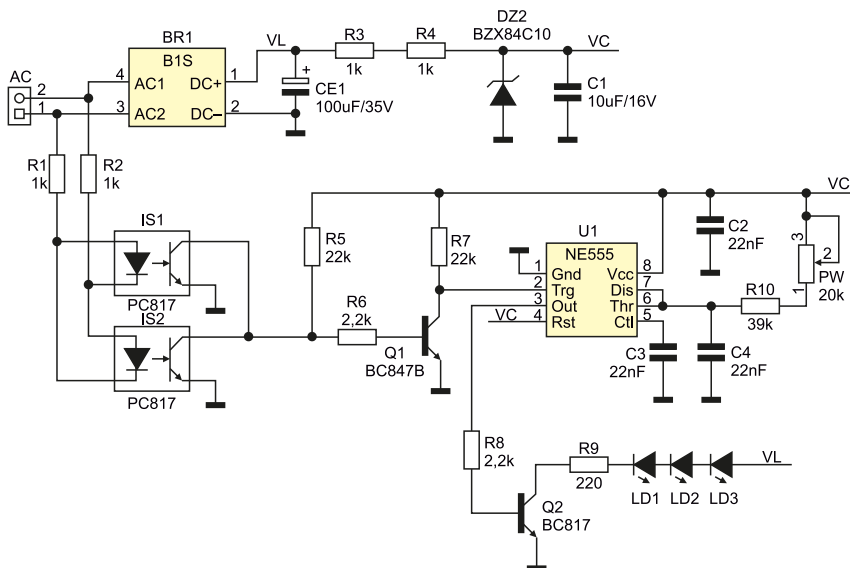 DZ2
BZX84C10
BR1
B1S
VL
R3
1k
R4
1k
VC
AC
2
1
4
AC1
DC+
1
3
AC2
DC–
2
+
CE1
100uF/35V
C1
10uF/16V
R1
1k
R2
1k
VC
IS1
PC817
IS2
PC817
R5
22k
R7
22k
U1
NE555
1
Gnd
Vcc
8
2
Trg
Dis
7
3
Out
Thr
6
4
Rst
Ctl
5
VC
C2
22nF
3
2
1
PW
20k
R6
2,2k
R10
39k
Q1
BC847B
C3
22nF
C4
22nF
R8
2,2k
R9
220
VL
LD1
LD2
LD3
Q2
BC817